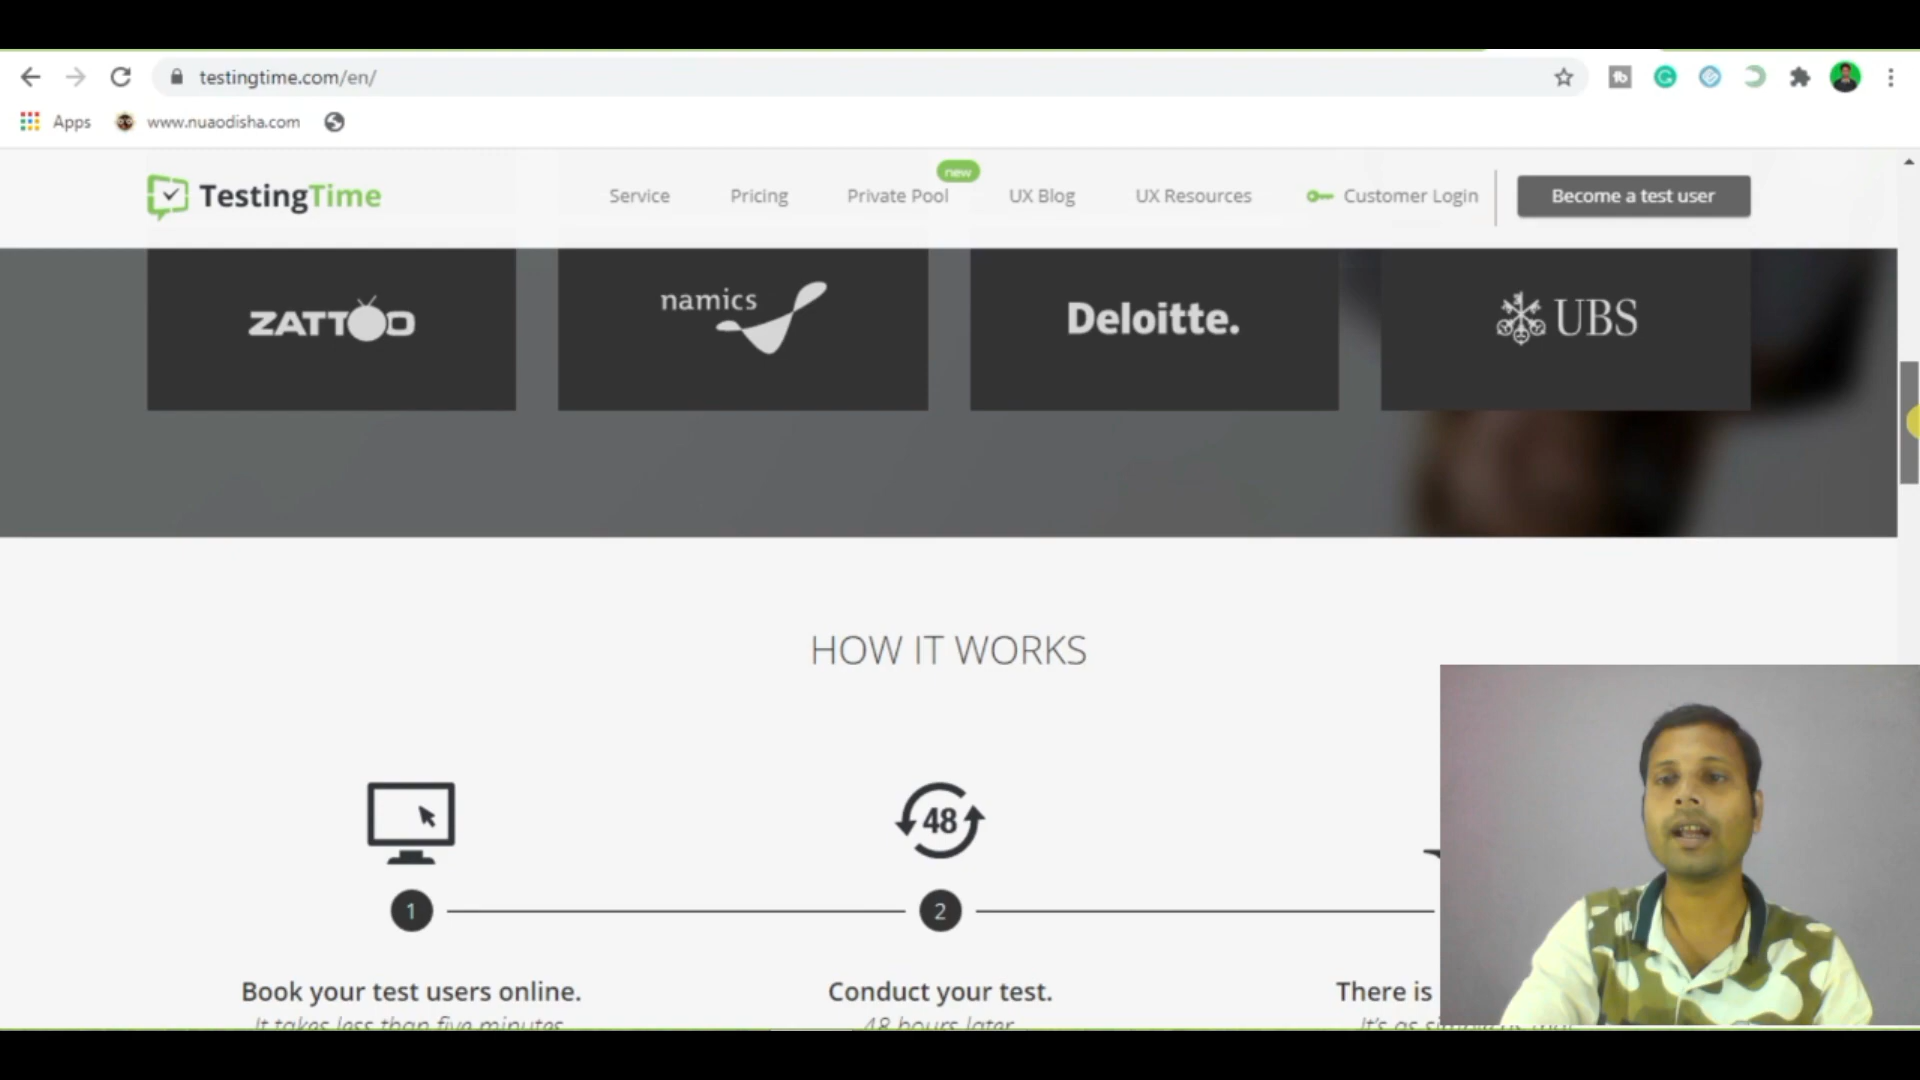 testingtime.com/en/
Apps
www.nuaodisha.com
TestingTime
Service
Pricing
Private Pool
new
UX Blog
UX Resources
Customer Login
Become a test user
ZATTOO
namics
Deloitte.
UBS
HOW IT WORKS
48
1
2
Book your test users online.
Conduct your test.
There is
It takes less than five minutes
48 hours later
It's as